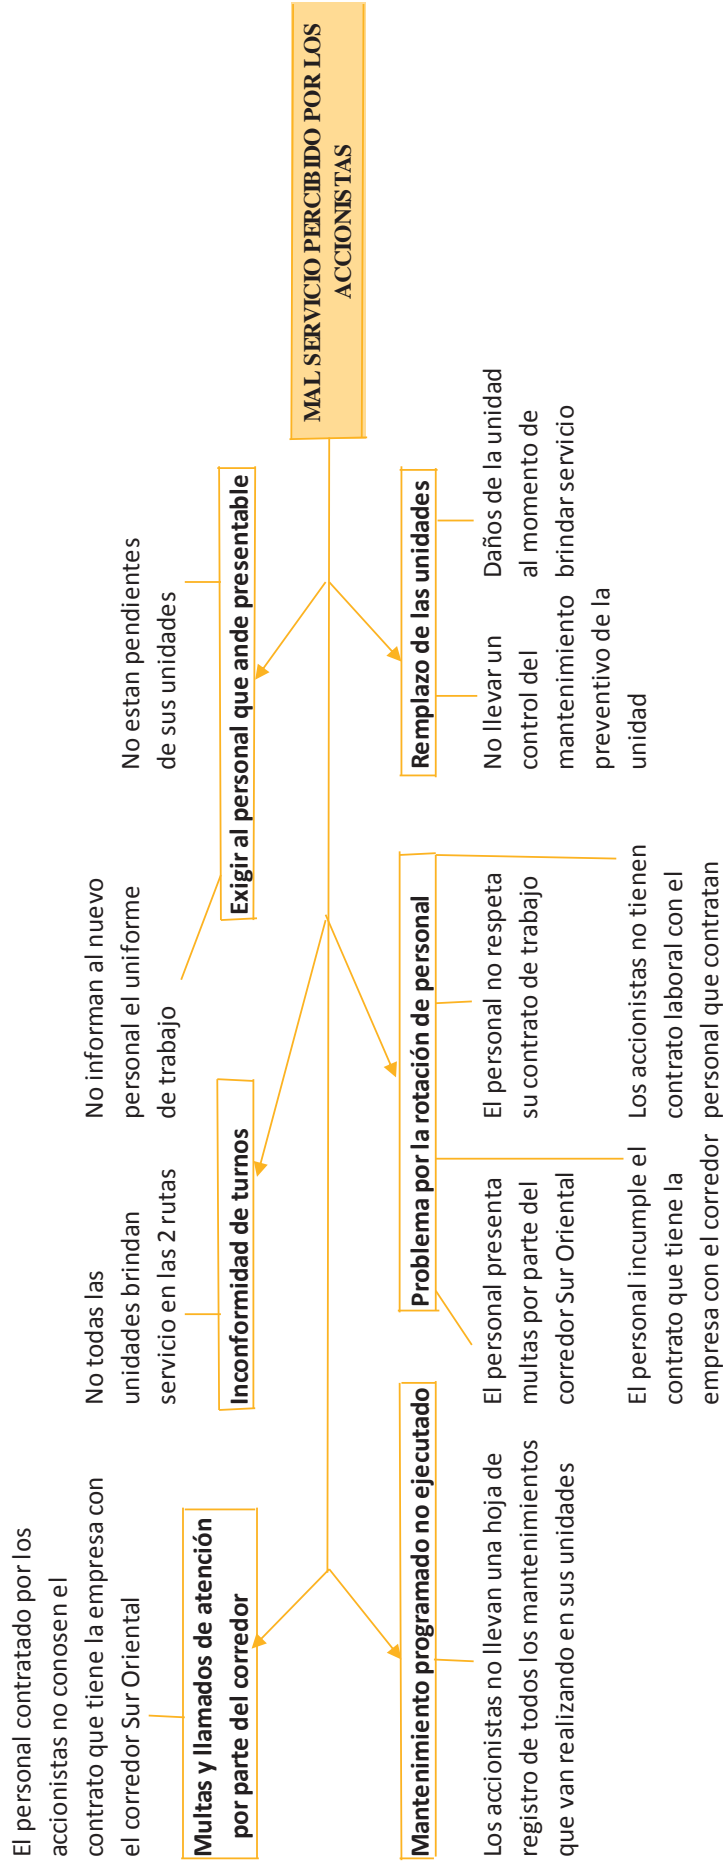 El personal contratado por los
accionistas no conosen el
contrato que tiene la empresa con
el corredor Sur Oriental
Multas y llamados de atención
por parte del corredor
No todas las
unidades brindan
servicio en las 2 rutas
Inconformidad de turnos
No informan al nuevo
personal el uniforme
de trabajo
No estan pendientes
de sus unidades
Exigir al personal que ande presentable
MAL SERVICIO PERCIBIDO POR LOS
ACCIONISTAS
Mantenimiento programado no ejecutado
Los accionistas no llevan una hoja de
registro de todos los mantenimientos
que van realizando en sus unidades
Problema por la rotación de personal
El personal presenta
multas por parte del
corredor Sur Oriental
El personal no respeta
su contrato de trabajo
El personal incumple el
contrato que tiene la
empresa con el corredor
Los accionistas no tienen
contrato laboral con el
personal que contratan
Remplazo de las unidades
No llevar un
control del
mantenimiento
preventivo de la
unidad
Daños de la unidad
al momento de
brindar servicio